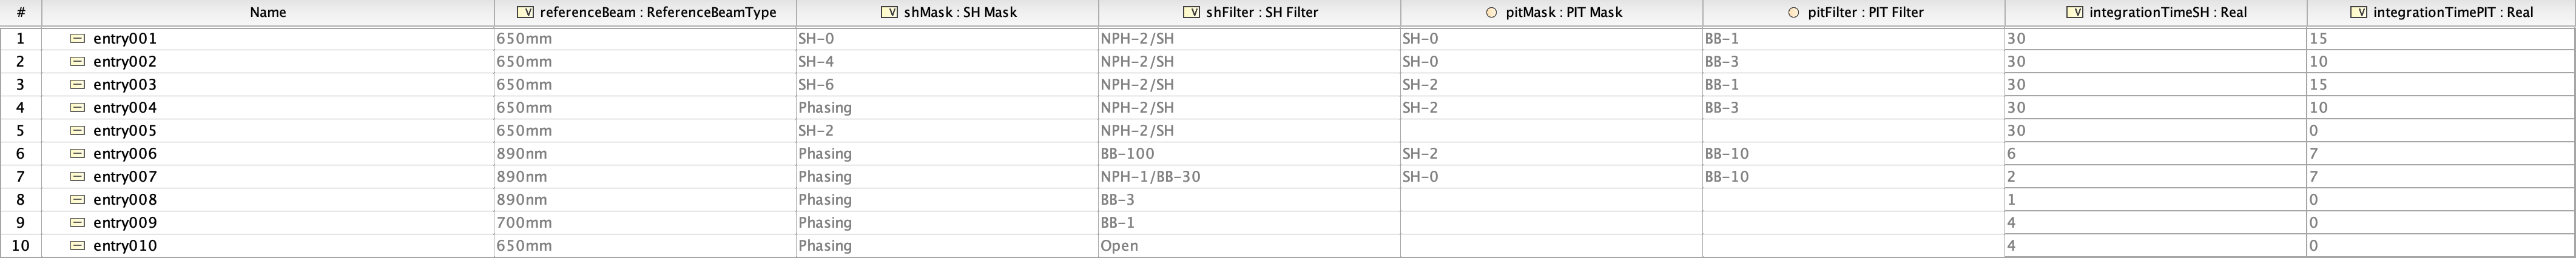 # Name V referenceBeam : ReferenceBeamType V shMask : SH Mask V shFilter : SH Filter pitMask : PIT Mask pitFilter : PIT Filter V integrationTimeSH : Real V integrationTimePIT : Real
1 entry001 650mm SH-0 NPH-2/SH SH-0 BB-1 30 15
2 entry002 650mm SH-4 NPH-2/SH SH-0 BB-3 30 10
3 entry003 650mm SH-6 NPH-2/SH SH-2 BB-1 30 15
4 entry004 650mm Phasing NPH-2/SH SH-2 BB-3 30 10
5 entry005 650mm SH-2 NPH-2/SH 30 0
6 entry006 890nm Phasing BB-100 SH-2 BB-10 6 7
7 entry007 890nm Phasing NPH-1/BB-30 SH-0 BB-10 2 7
8 entry008 890nm Phasing BB-3 1 0
9 entry009 700mm Phasing BB-1 4 0
10 entry010 650mm Phasing Open 4 0